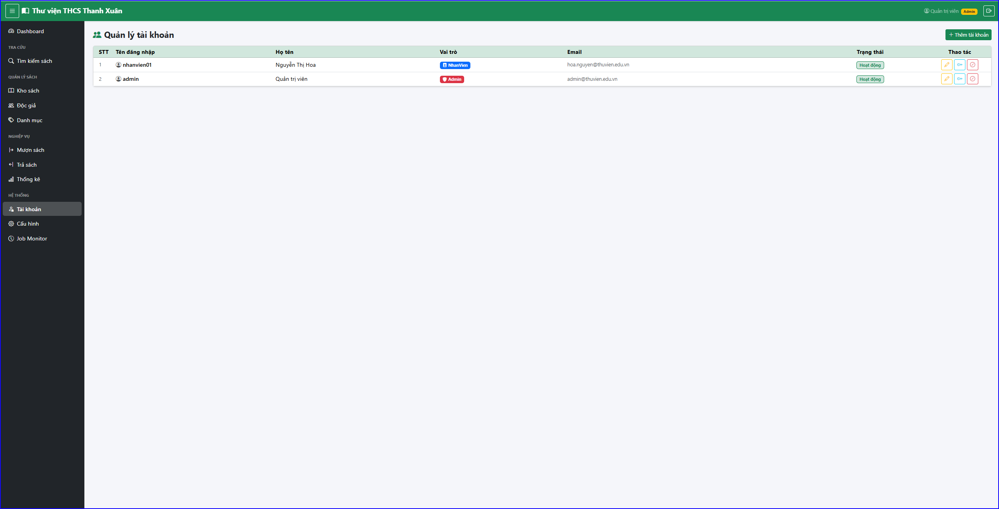 Thư viện THCS Thanh Xuân
Quản trị viên Admin
Dashboard
TRA CỨU
Tìm kiếm sách
QUẢN LÝ SÁCH
Kho sách
Độc giả
Danh mục
NGHIỆP VỤ
Mượn sách
Trả sách
Thống kê
HỆ THỐNG
Tài khoản
Cấu hình
Job Monitor
Quản lý tài khoản
+ Thêm tài khoản
STT Tên đăng nhập Họ tên Vai trò Email Trạng thái Thao tác
1 nhanvien01 Nguyễn Thị Hoa NhanVien hoa.nguyen@thuvien.edu.vn Hoạt động
2 admin Quản trị viên Admin admin@thuvien.edu.vn Hoạt động